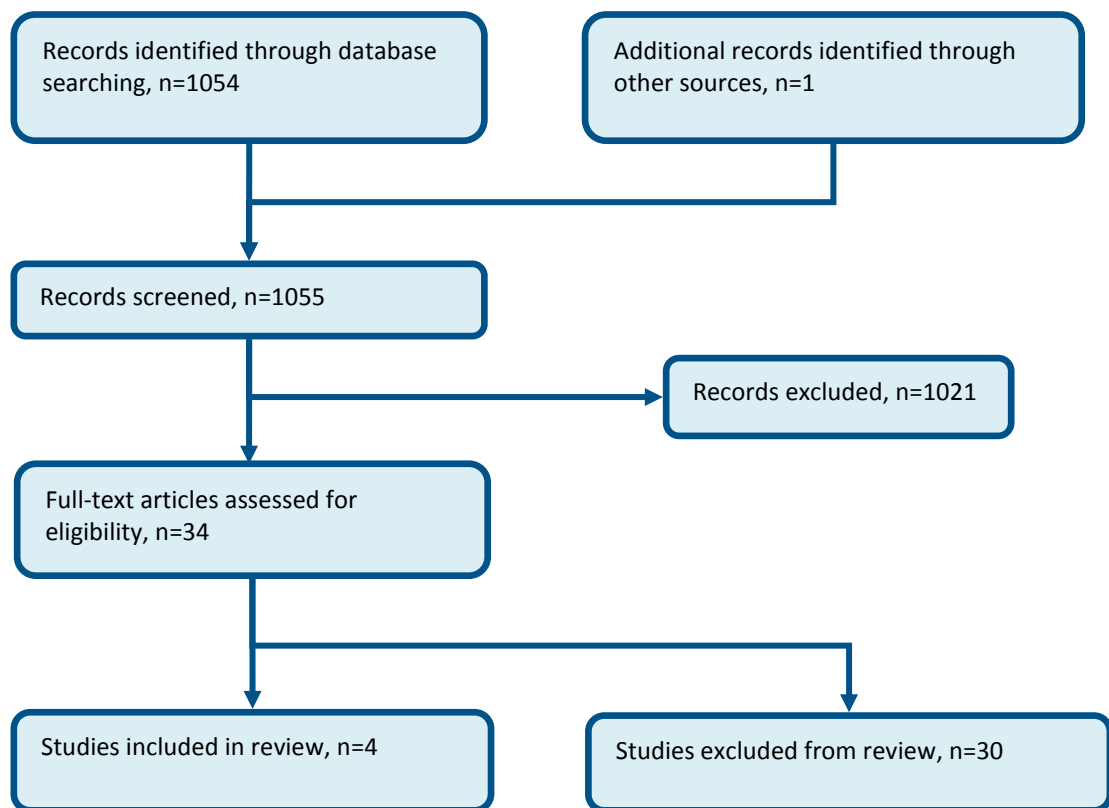 Records identified through database
searching, n=1054
Additional records identified through
other sources, n=1
Records screened, n=1055
Records excluded, n=1021
Full-text articles assessed for
eligibility, n=34
Studies included in review, n=4
Studies excluded from review, n=30